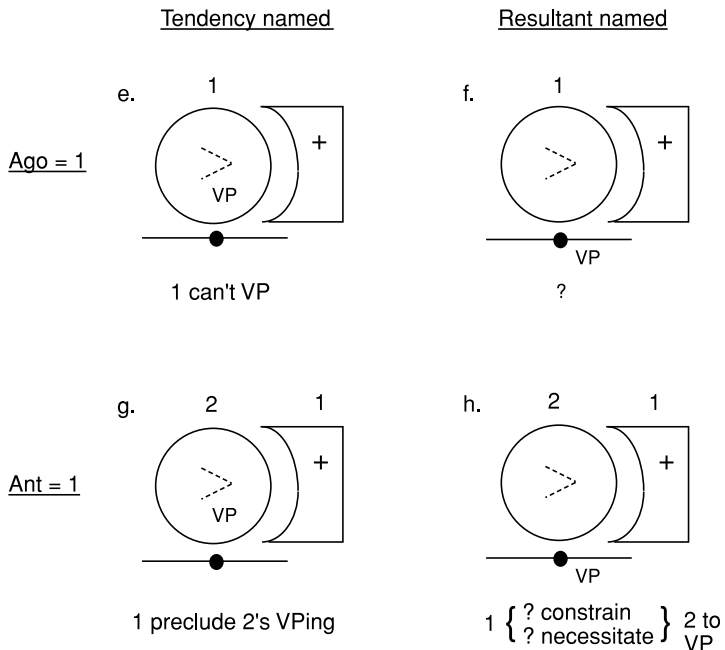 Tendency named
Resultant named
e.
1
+
VP
f.
1
+
Ago = 1
VP
1 can't VP
?
g.
2
1
+
VP
h.
2
1
+
Ant = 1
VP
1 preclude 2's VPing
1 { ? constrain
? necessitate } 2 to
VP